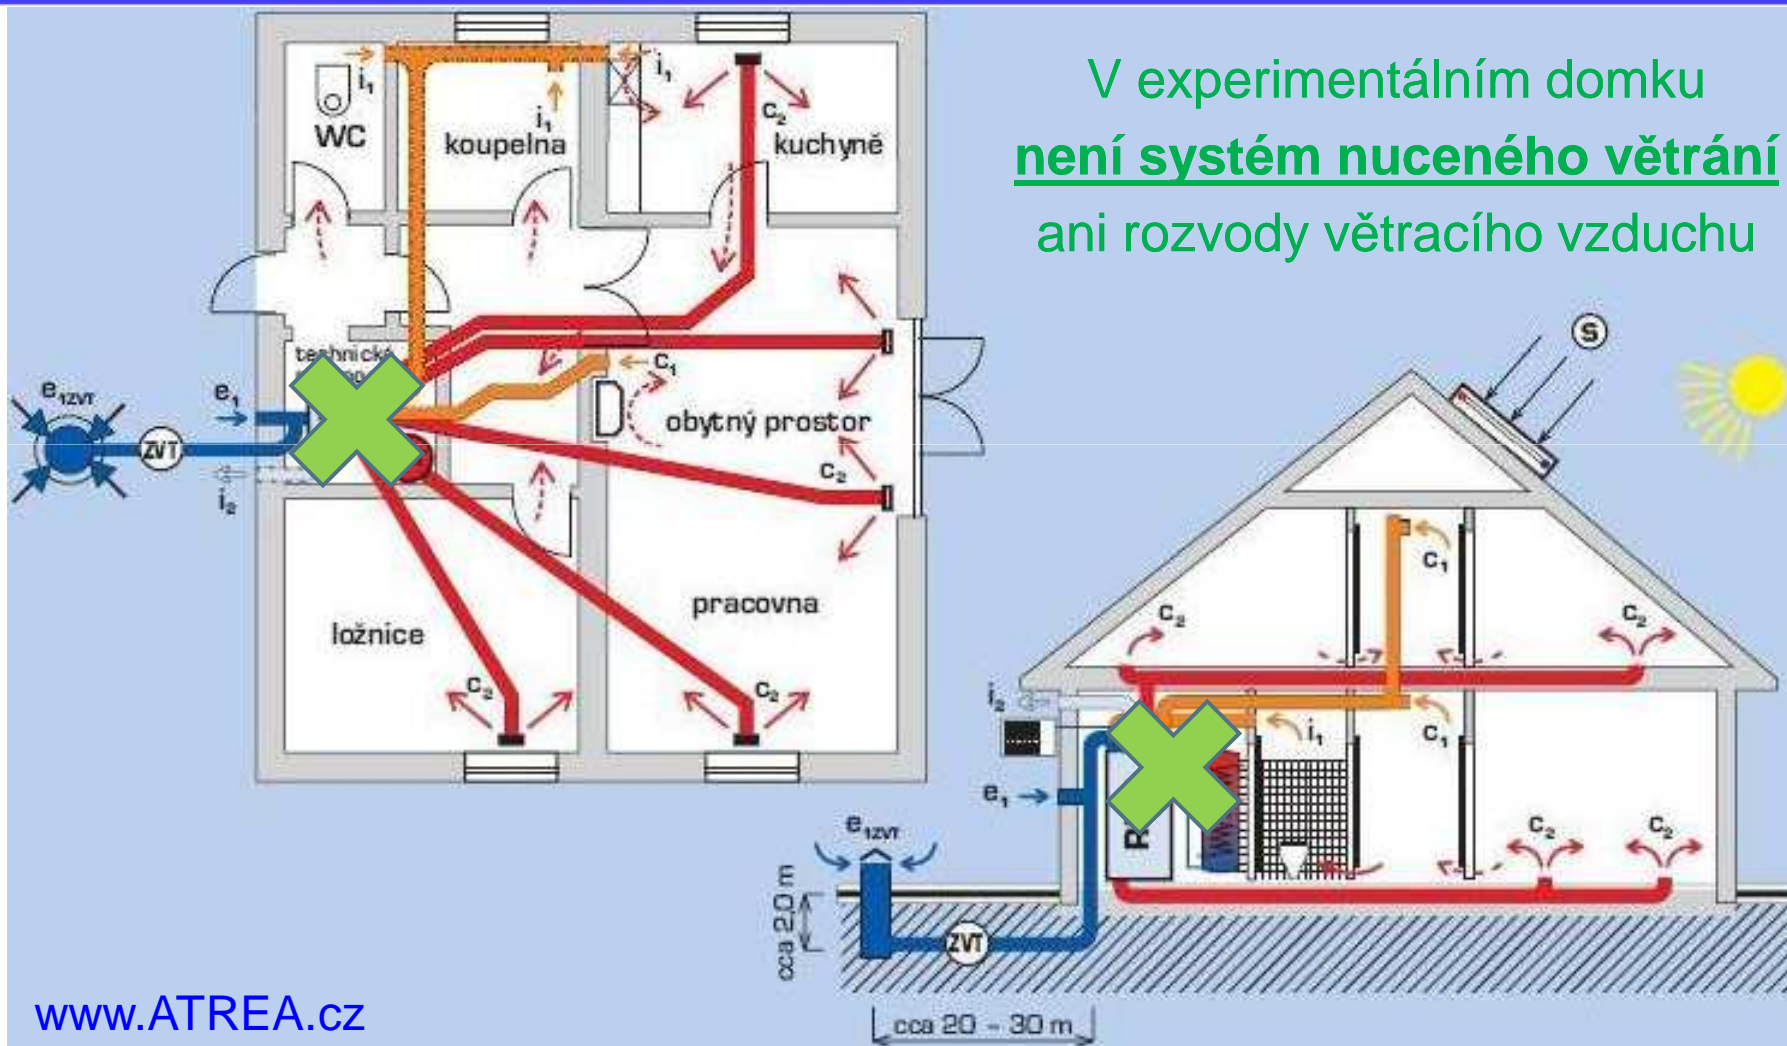 V experimentálním domku
není systém nuceného větrání
ani rozvody větracího vzduchu
i₁
i₁
i₁
WC
koupelna
C₂
kuchyně
technická
e₁ZVT
e₁
ZVT
i₂
C₁
obytný prostor
C₂
ložnice
pracovna
C₂
C₂
S
C₁
C₂
C₂
i₂
i₁
C₁
e₁
R
C₂
C₂
e₁ZVT
cca 2,0 m
ZVT
cca 20 - 30 m
www.ATREA.cz